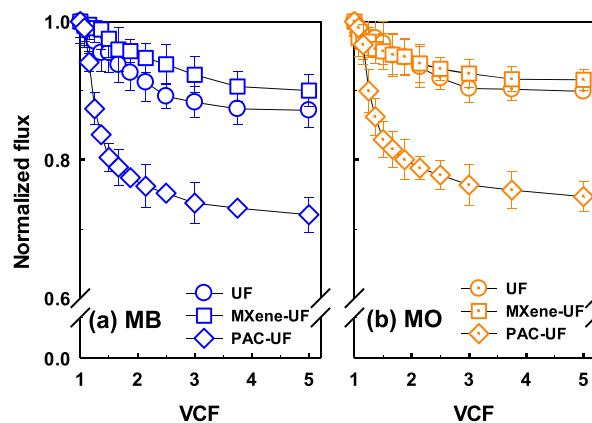 1.0
0.8
0.6
0.0
Normalized flux
UF
MXene-UF
PAC-UF
(a) MB
1 2 3 4 5
VCF
UF
MXene-UF
PAC-UF
(b) MO
1 2 3 4 5
VCF